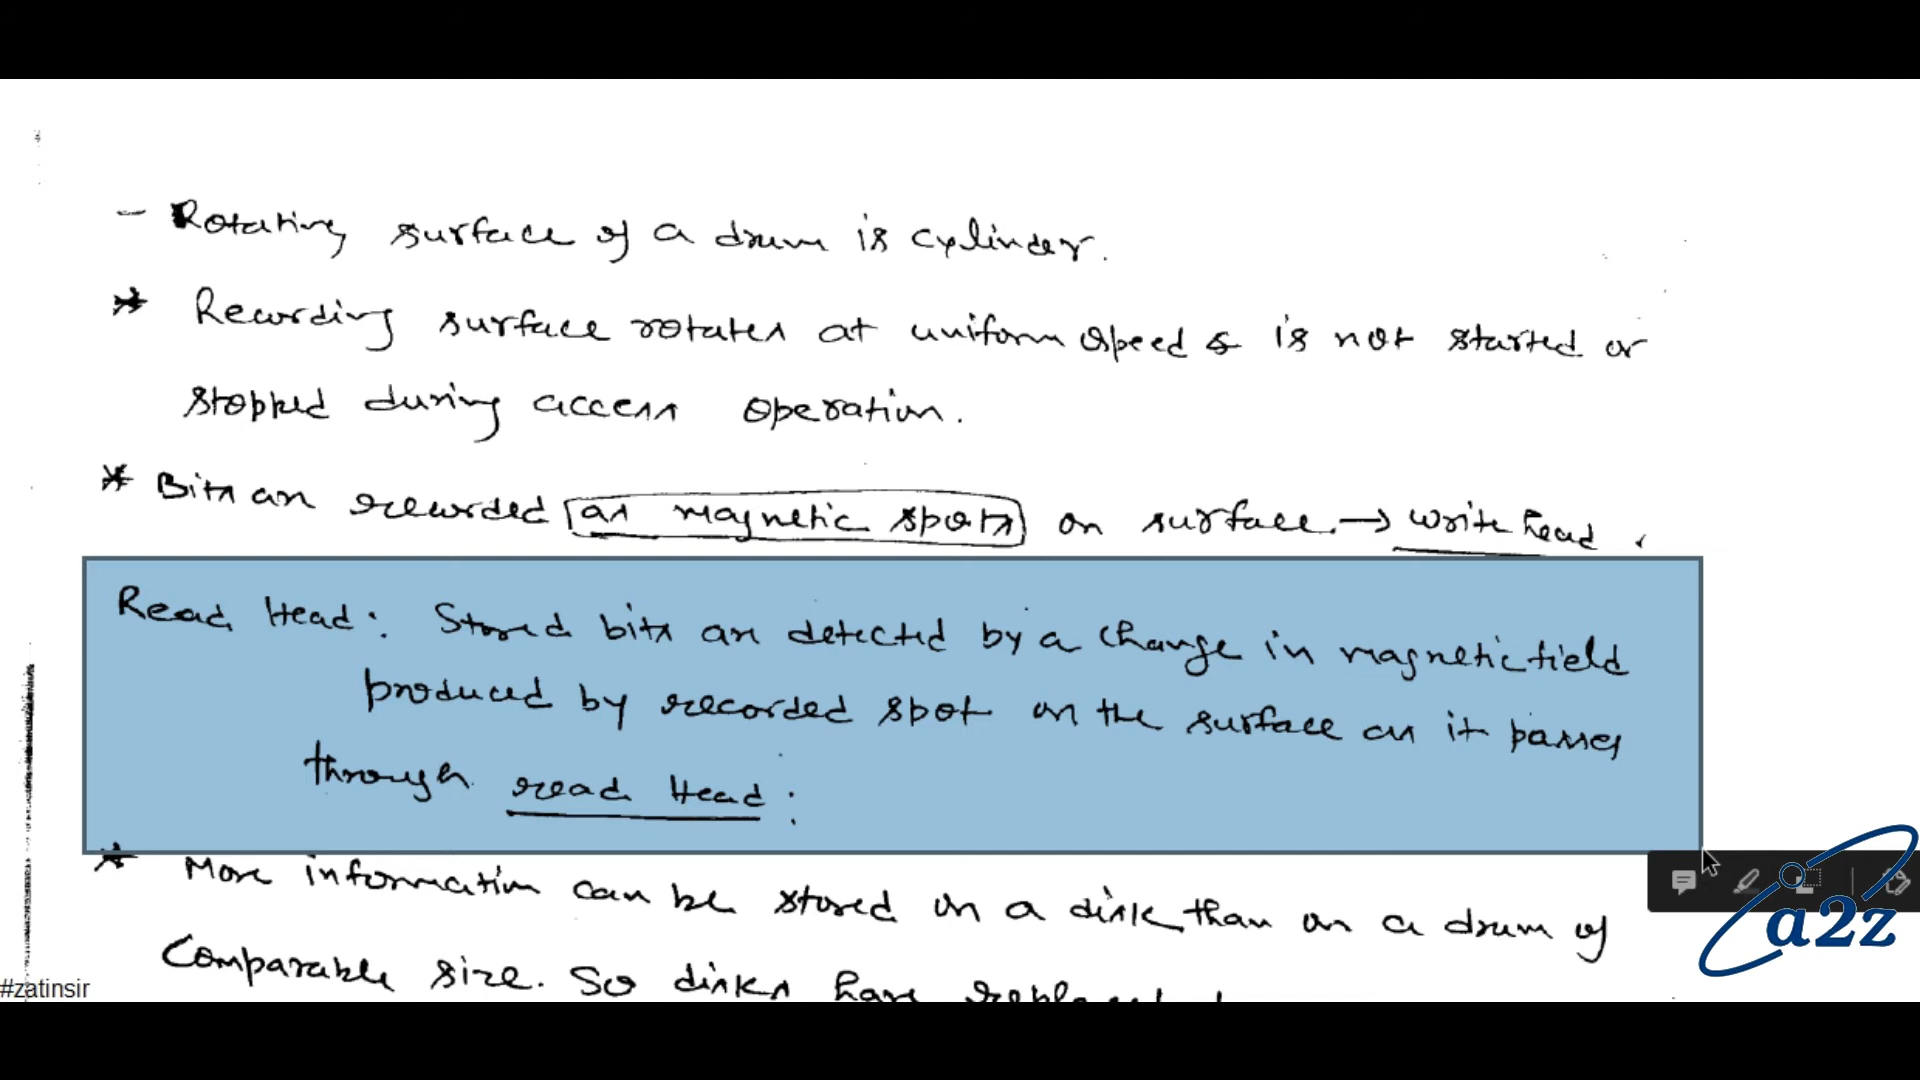 - Rotating surface of a drum is cylinder.
* Recording surface rotates at uniform speed & is not started or
stopped during access operation.
* Bits are recorded as magnetic spots on surface. → write head.
Read Head: Stored bits are detected by a change in magnetic field
produced by recorded spot on the surface as it passes
through read Head:
* More information can be stored on a disk than on a drum of
Comparable size. So disks have replaced
#zatinsir
a2z